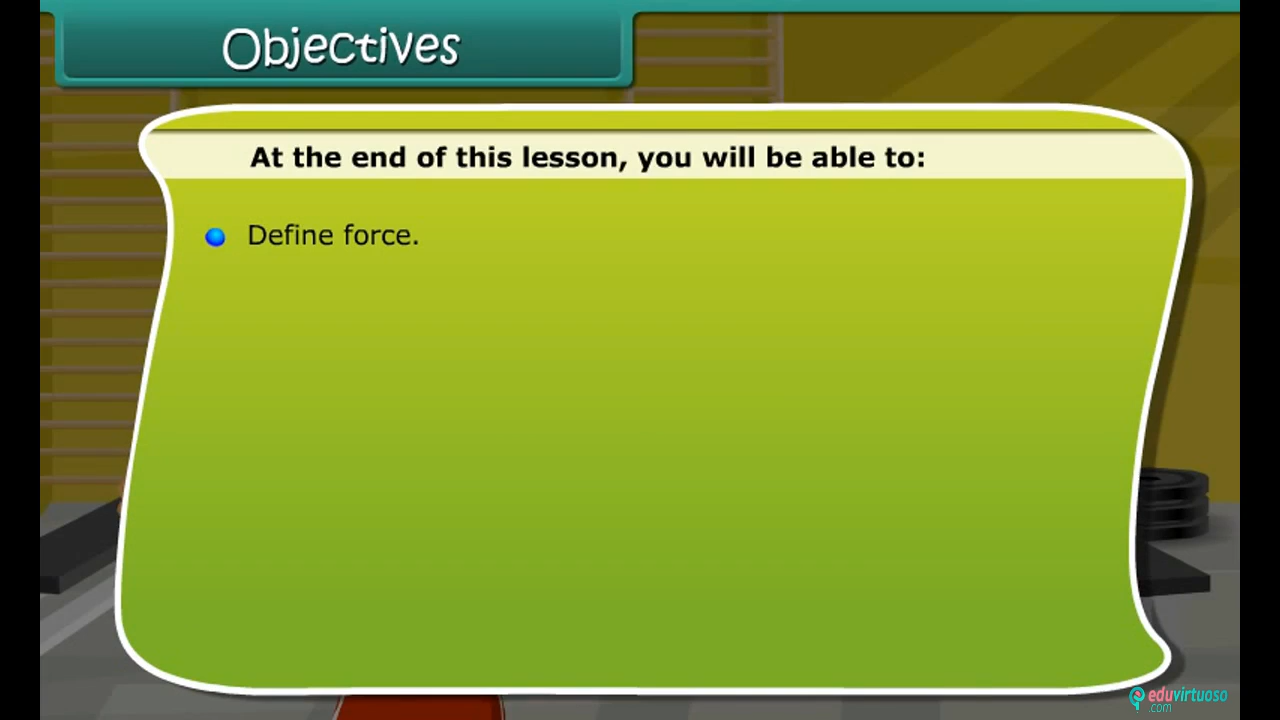 Objectives
At the end of this lesson, you will be able to:
Define force.
eduvirtuoso
.com